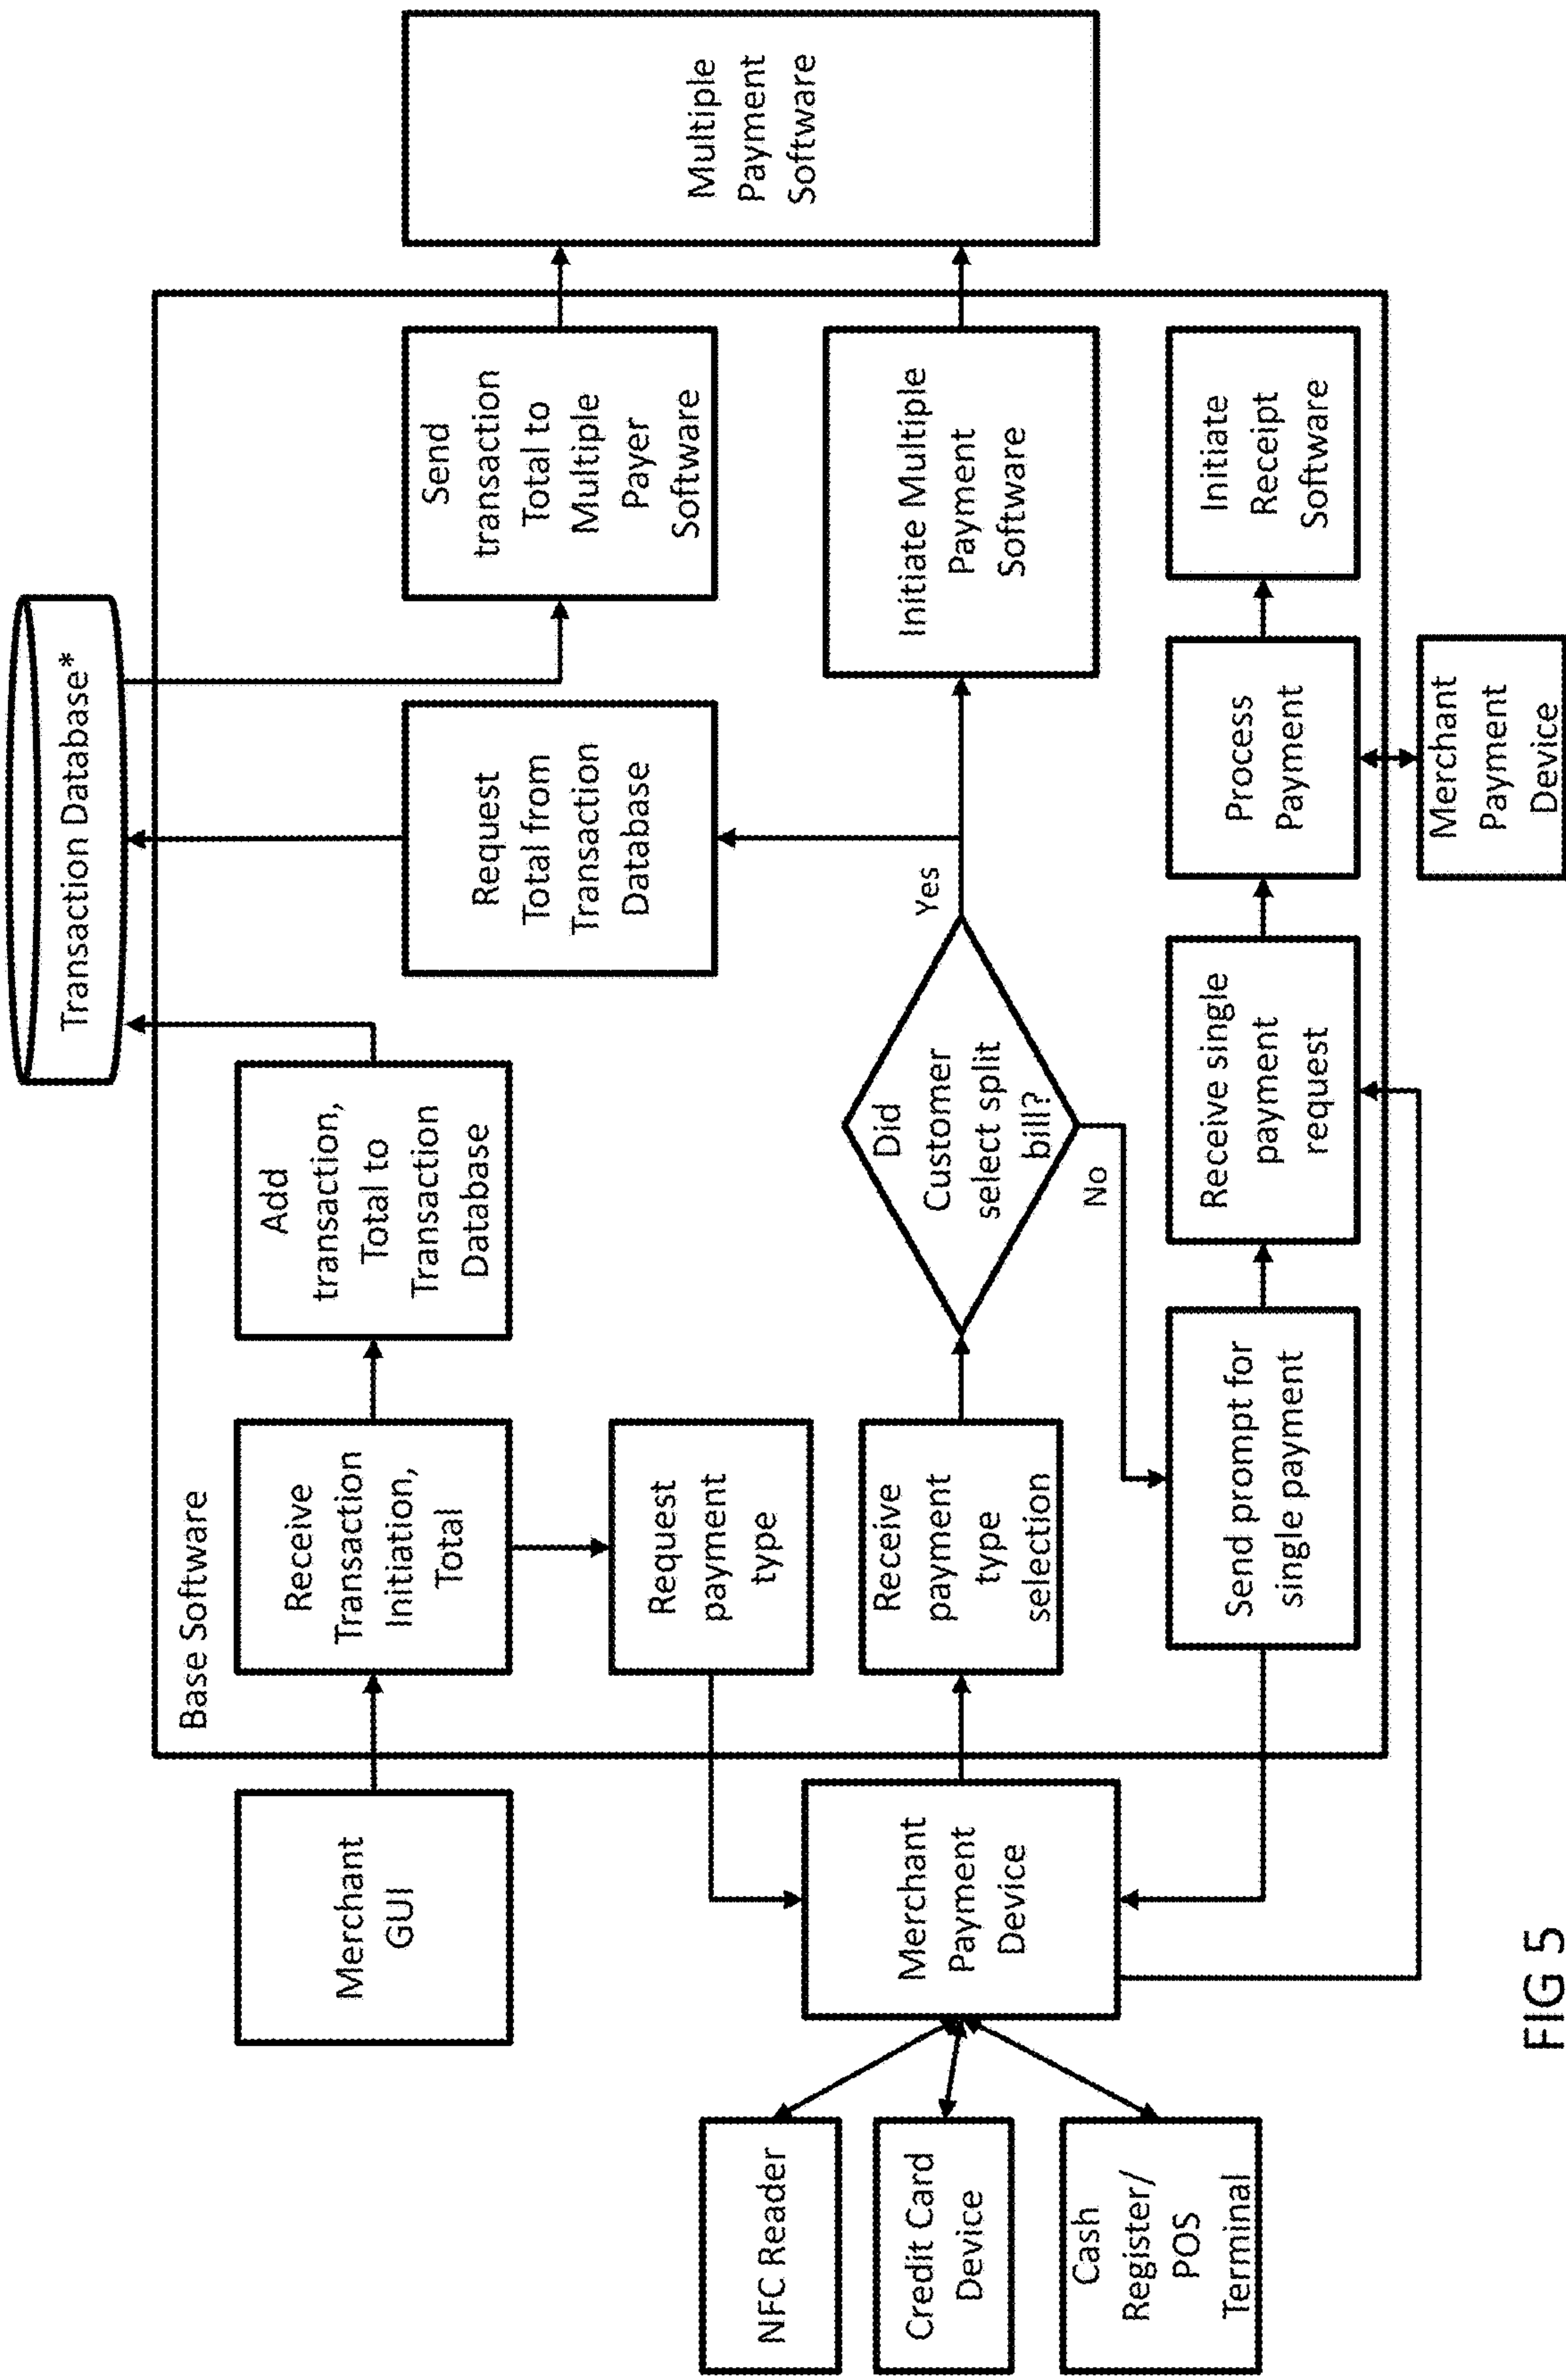 Transaction Database*
Base Software
Merchant
GUI
Receive
Transaction
Initiation,
Total
Add
transaction,
Total to
Transaction
Database
Request
Total from
Transaction
Database
Send
transaction
Total to
Multiple
Payer
Software
Multiple
Payment
Software
Request
payment
type
NFC Reader
Credit Card
Device
Cash
Register/
POS
Terminal
Merchant
Payment
Device
Receive
payment
type
selection
Did
Customer
select split
bill?
Yes
No
Initiate Multiple
Payment
Software
Send prompt for
single payment
Receive single
payment
request
Process
Payment
Initiate
Receipt
Software
Merchant
Payment
Device
FIG 5